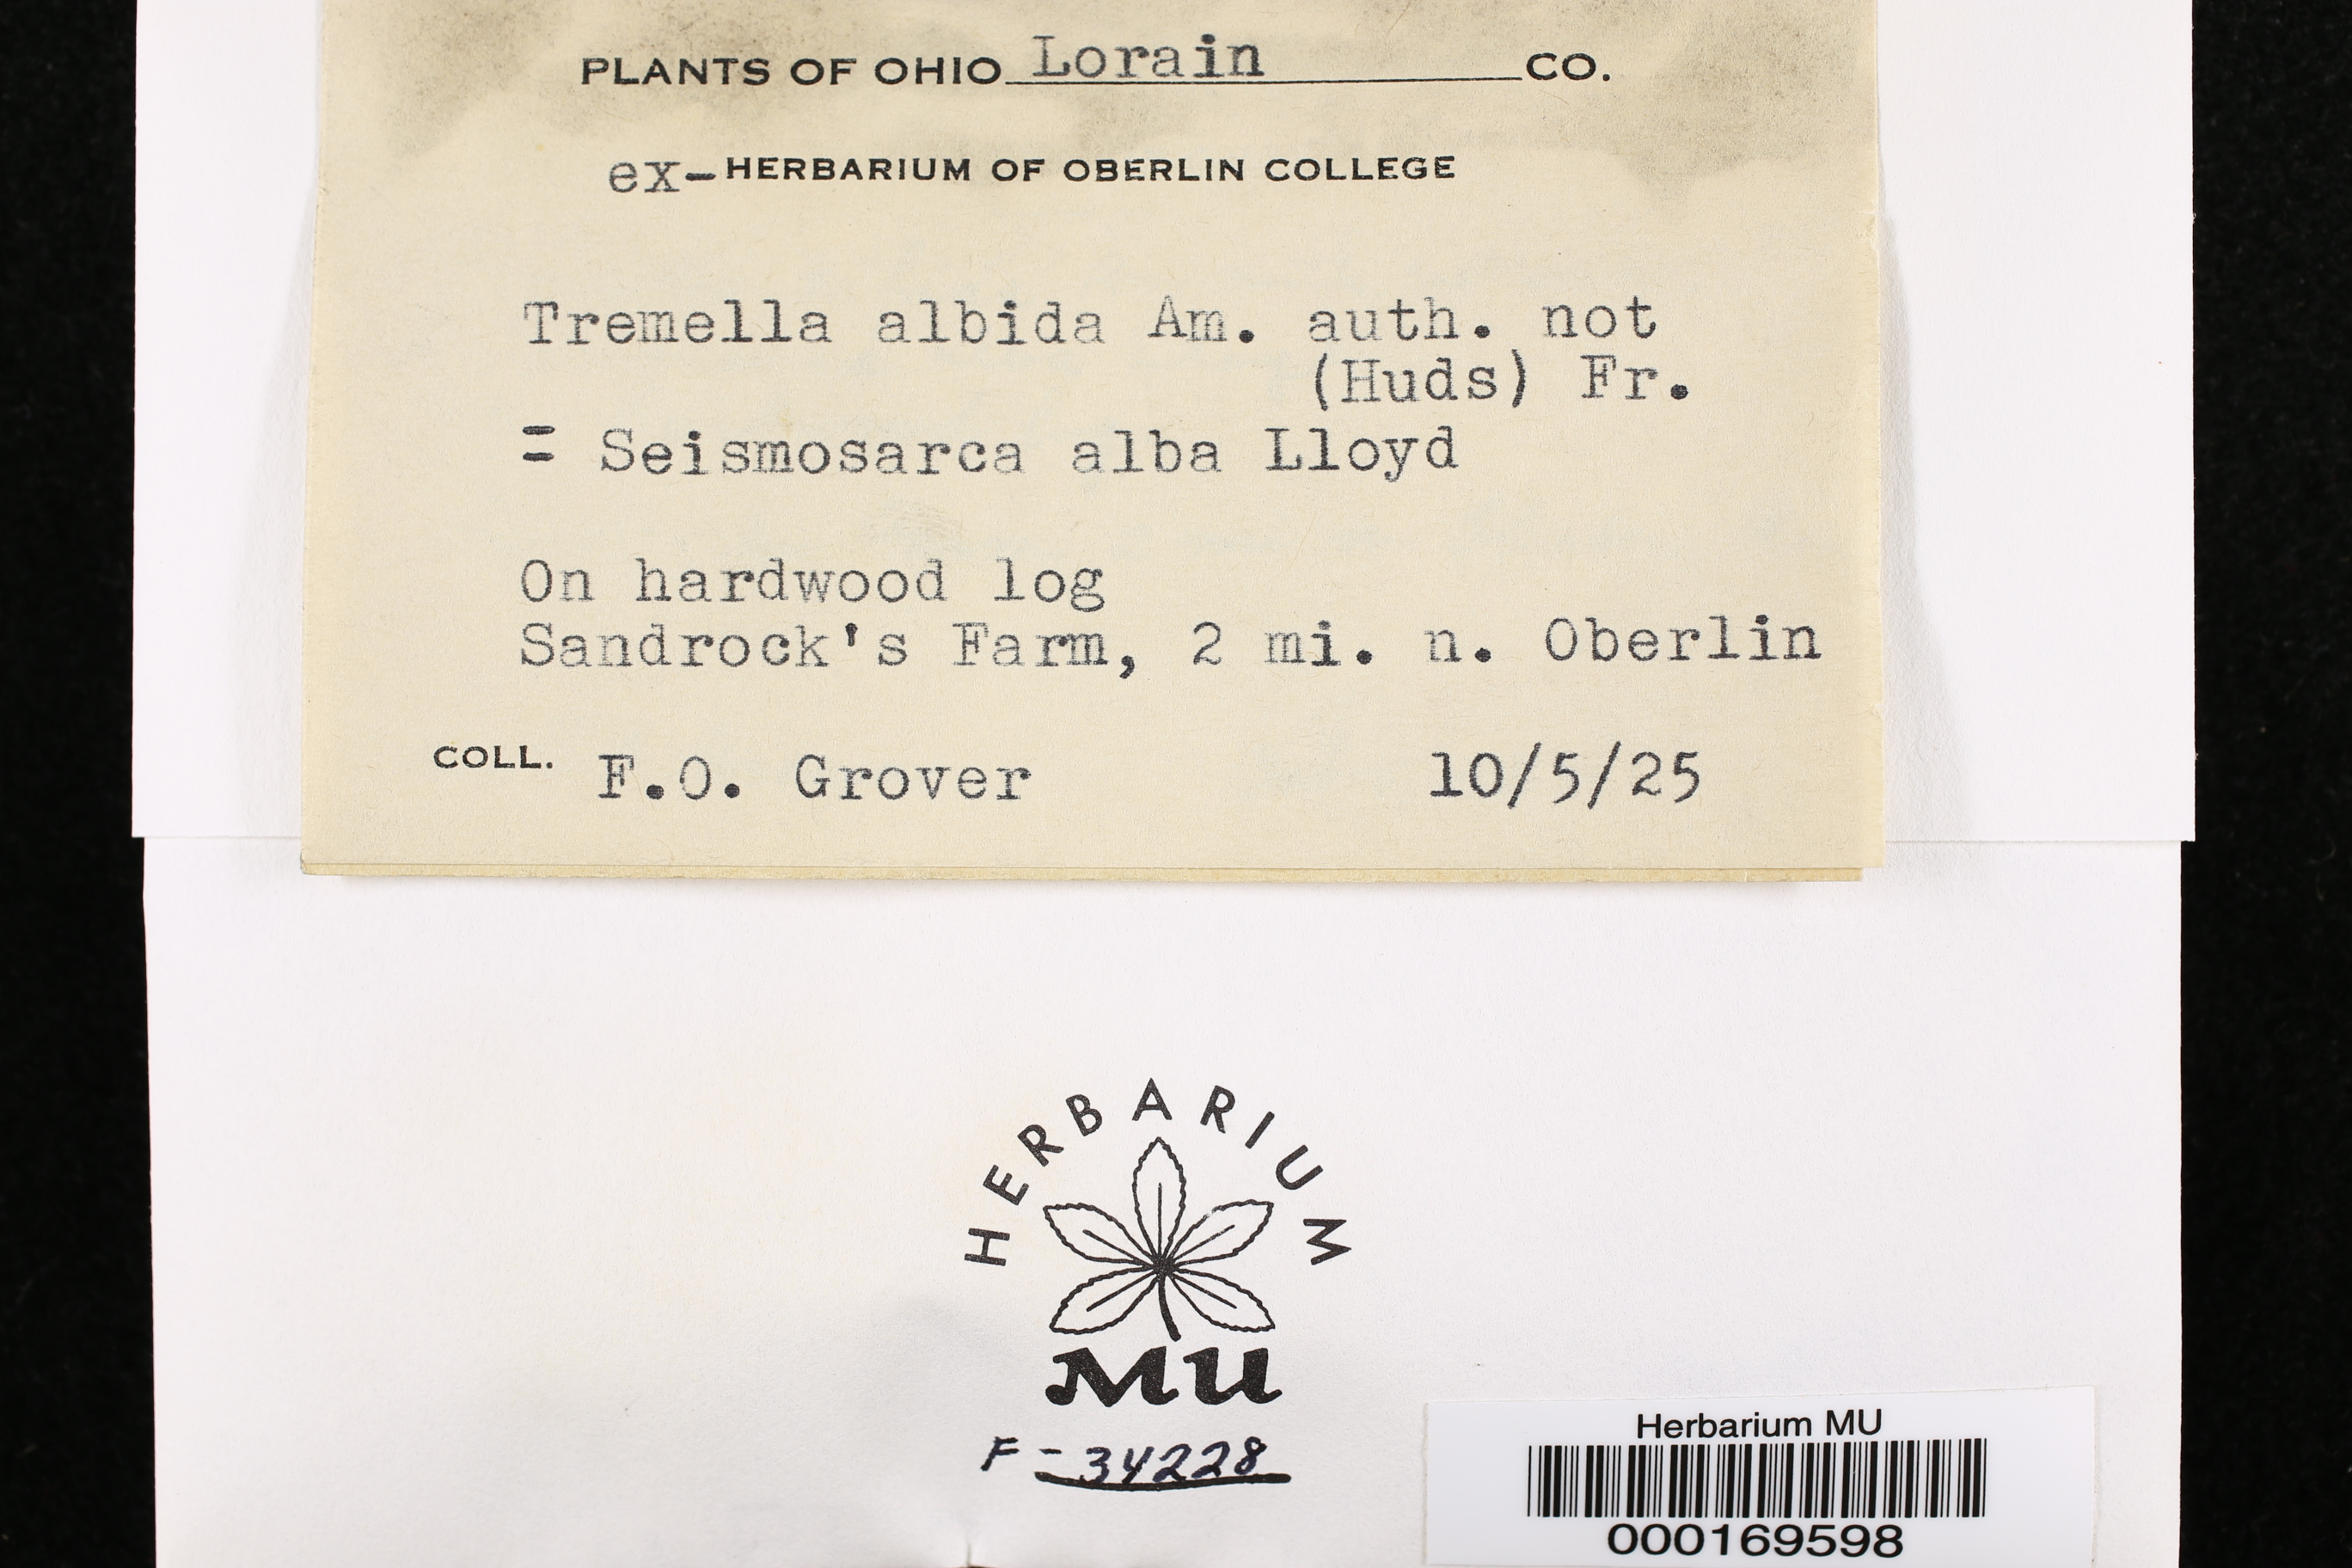 PLANTS OF OHIO Lorain CO.
ex-HERBARIUM OF OBERLIN COLLEGE
Tremella albida Am. auth. not
(Huds) Fr.
= Seismosarca alba Lloyd
On hardwood log
Sandrock's Farm, 2 mi. n. Oberlin
COLL. F.O. Grover 10/5/25
HERBARIUM
MU
F-34228
Herbarium MU
000169598